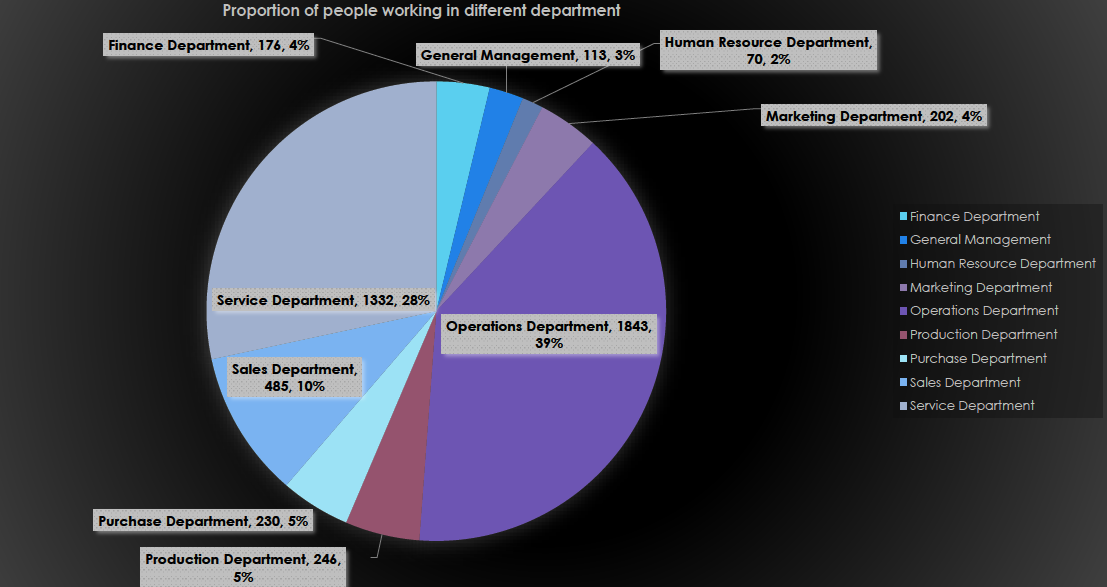 Proportion of people working in different department
Finance Department, 176, 4%
General Management, 113, 3%
Human Resource Department,
70, 2%
Marketing Department, 202, 4%
Service Department, 1332, 28%
Operations Department, 1843,
39%
Sales Department,
485, 10%
Purchase Department, 230, 5%
Production Department, 246,
5%
Finance Department
General Management
Human Resource Department
Marketing Department
Operations Department
Production Department
Purchase Department
Sales Department
Service Department